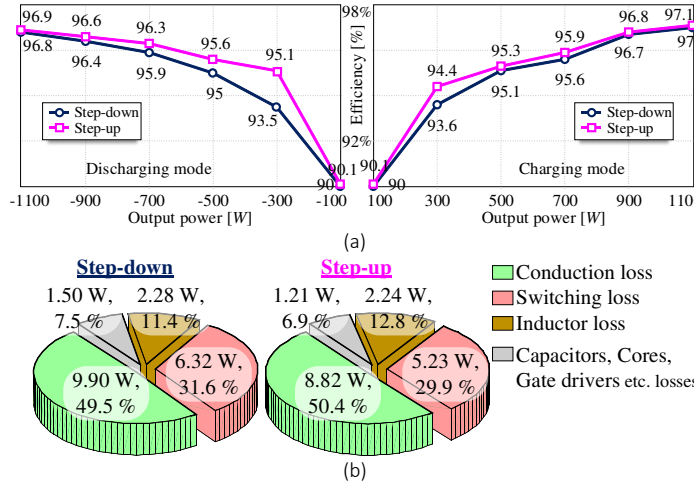 96.9
96.6
96.3
95.6
95.1
96.8
96.4
95.9
95
93.5
90.1
Step-down
Step-up
Discharging mode
-1100
-900
-700
-500
-300
-100
Output power [W]
98%
92%
Efficiency [%]
97.1
96.8
95.9
95.3
94.4
90.1
97
96.7
95.6
95.1
93.6
90
Step-down
Step-up
Charging mode
100
300
500
700
900
1100
Output power [W]
(a)
Step-down
1.50 W,
7.5 %
2.28 W,
11.4 %
9.90 W,
49.5 %
6.32 W,
31.6 %
Step-up
1.21 W,
6.9 %
2.24 W,
12.8 %
8.82 W,
50.4 %
5.23 W,
29.9 %
Conduction loss
Switching loss
Inductor loss
Capacitors, Cores,
Gate drivers etc. losses
(b)